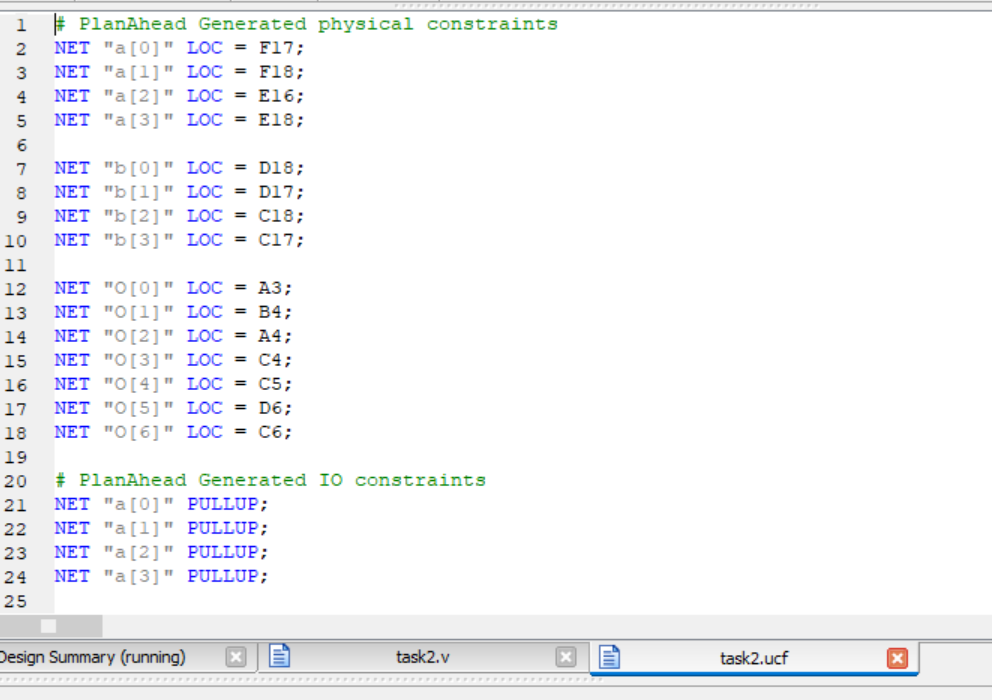 1 # PlanAhead Generated physical constraints
2 NET "a[0]" LOC = F17;
3 NET "a[1]" LOC = F18;
4 NET "a[2]" LOC = E16;
5 NET "a[3]" LOC = E18;
6
7 NET "b[0]" LOC = D18;
8 NET "b[1]" LOC = D17;
9 NET "b[2]" LOC = C18;
10 NET "b[3]" LOC = C17;
11
12 NET "O[0]" LOC = A3;
13 NET "O[1]" LOC = B4;
14 NET "O[2]" LOC = A4;
15 NET "O[3]" LOC = C4;
16 NET "O[4]" LOC = C5;
17 NET "O[5]" LOC = D6;
18 NET "O[6]" LOC = C6;
19
20 # PlanAhead Generated IO constraints
21 NET "a[0]" PULLUP;
22 NET "a[1]" PULLUP;
23 NET "a[2]" PULLUP;
24 NET "a[3]" PULLUP;
25
Design Summary (running) task2.v task2.ucf